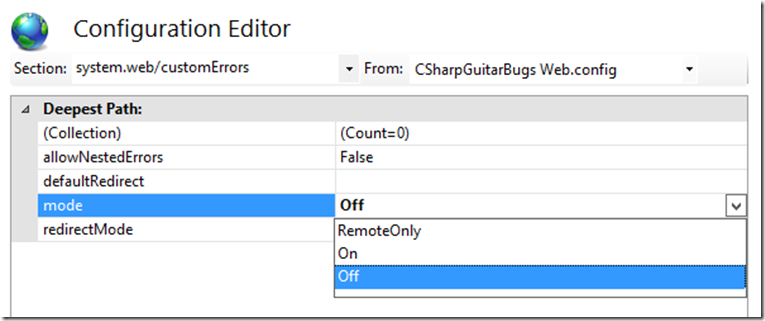 Configuration Editor
Section: system.web/customErrors From: CSharpGuitarBugs Web.config
Deepest Path:
(Collection) (Count=0)
allowNestedErrors False
defaultRedirect
mode Off
redirectMode
RemoteOnly
On
Off